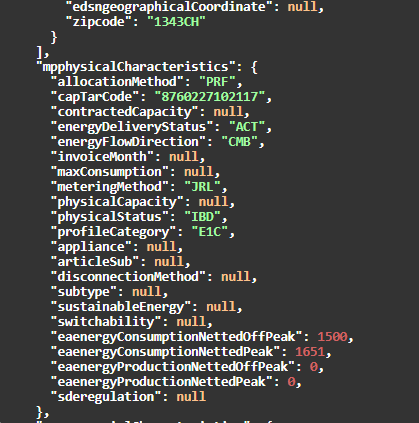 "edsngeographicalCoordinate": null,
"zipcode": "1343CH"
}
],
"mpphysicalCharacteristics": {
"allocationMethod": "PRF",
"capTarCode": "8760227102117",
"contractedCapacity": null,
"energyDeliveryStatus": "ACT",
"energyFlowDirection": "CMB",
"invoiceMonth": null,
"maxConsumption": null,
"meteringMethod": "JRL",
"physicalCapacity": null,
"physicalStatus": "IBD",
"profileCategory": "E1C",
"appliance": null,
"articleSub": null,
"disconnectionMethod": null,
"subtype": null,
"sustainableEnergy": null,
"switchability": null,
"eaenergyConsumptionNettedOffPeak": 1500,
"eaenergyConsumptionNettedPeak": 1651,
"eaenergyProductionNettedOffPeak": 0,
"eaenergyProductionNettedPeak": 0,
"sderegulation": null
},